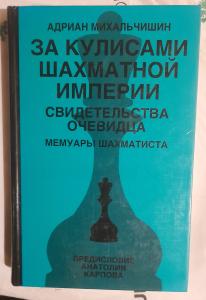 АДРИАН МИХАЛЬЧИШИН
ЗА КУЛИСАМИ
ШАХМАТНОЙ
ИМПЕРИИ
СВИДЕТЕЛЬСТВА
ОЧЕВИДЦА
МЕМУАРЫ ШАХМАТИСТА
ПРЕДИСЛОВИЕ
АНАТОЛИЯ
КАРПОВА